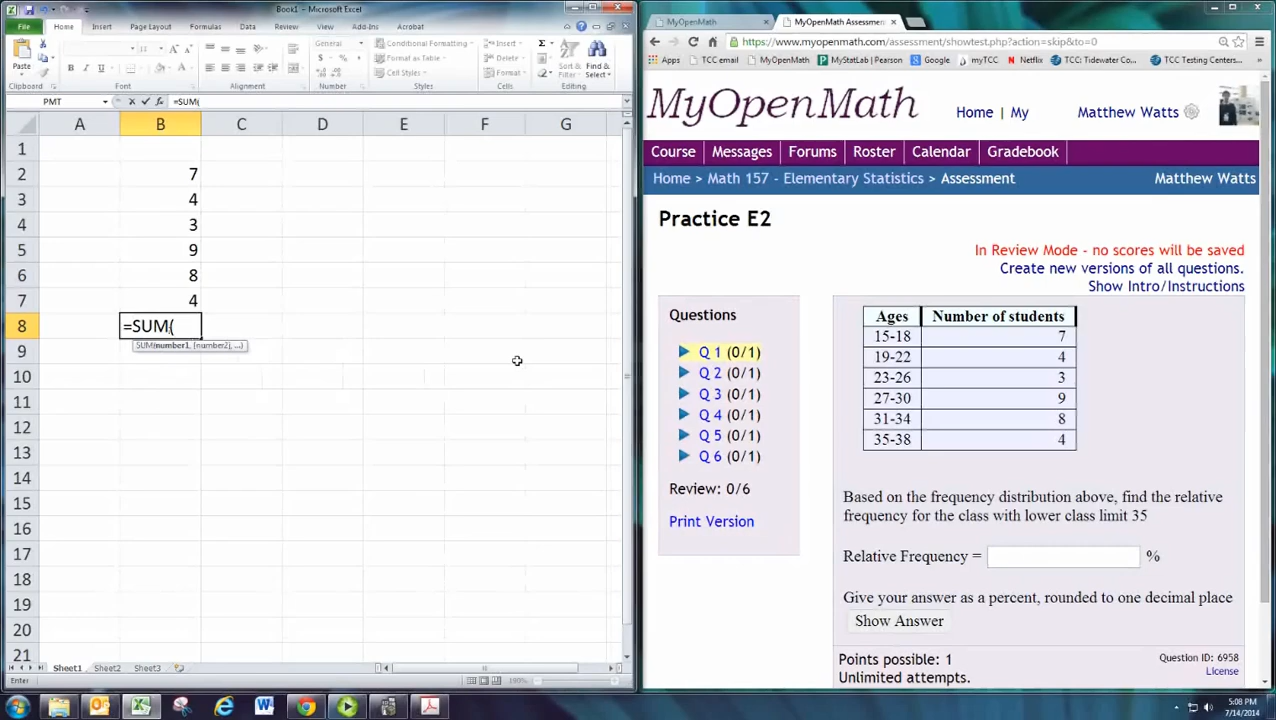 Book1 - Microsoft Excel
File Home Insert Page Layout Formulas Data Review View Add-Ins Acrobat
Paste
Clipboard Font Alignment Number Styles Cells Editing
General
Conditional Formatting
Format as Table
Cell Styles
Insert
Delete
Format
Sort & Filter
Find & Select
PMT =SUM(
A B C D E F G
1
2 7
3 4
4 3
5 9
6 8
7 4
8 =SUM(
SUM(number1, [number2], ...)
9
10
11
12
13
14
15
16
17
18
19
20
21
Sheet1 Sheet2 Sheet3
Enter 190%
MyOpenMath
MyOpenMath Assessment
https://www.myopenmath.com/assessment/showtest.php?action=skip&to=0
Apps TCC email MyOpenMath MyStatLab | Pearson Google myTCC Netflix TCC: Tidewater Co... TCC Testing Centers...
MyOpenMath
Home | My
Matthew Watts
Course Messages Forums Roster Calendar Gradebook
Home > Math 157 - Elementary Statistics > Assessment Matthew Watts
Practice E2
In Review Mode - no scores will be saved
Create new versions of all questions.
Show Intro/Instructions
Questions
Q 1 (0/1)
Q 2 (0/1)
Q 3 (0/1)
Q 4 (0/1)
Q 5 (0/1)
Q 6 (0/1)
Review: 0/6
Print Version
Ages Number of students
15-18 7
19-22 4
23-26 3
27-30 9
31-34 8
35-38 4
Based on the frequency distribution above, find the relative
frequency for the class with lower class limit 35
Relative Frequency = %
Give your answer as a percent, rounded to one decimal place
Show Answer
Points possible: 1
Unlimited attempts.
Question ID: 6958
License
5:08 PM
7/14/2014